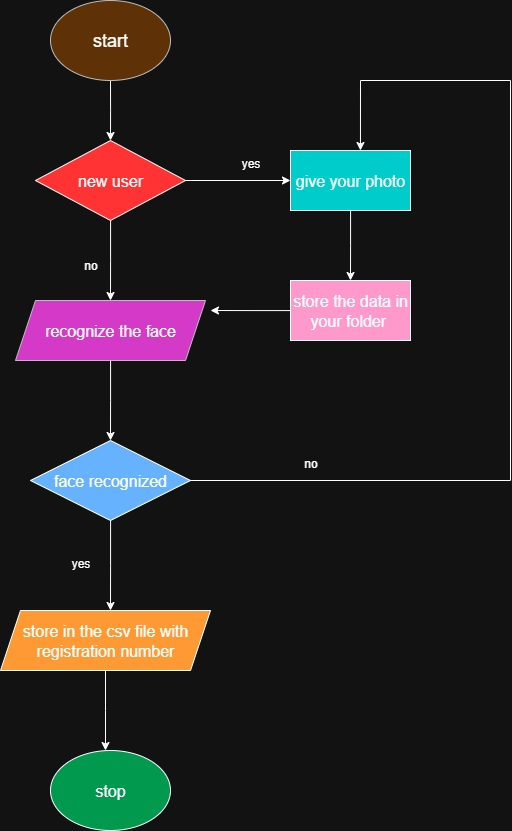 start
new user
yes
give your photo
no
store the data in
your folder
recognize the face
no
face recognized
yes
store in the csv file with
registration number
stop